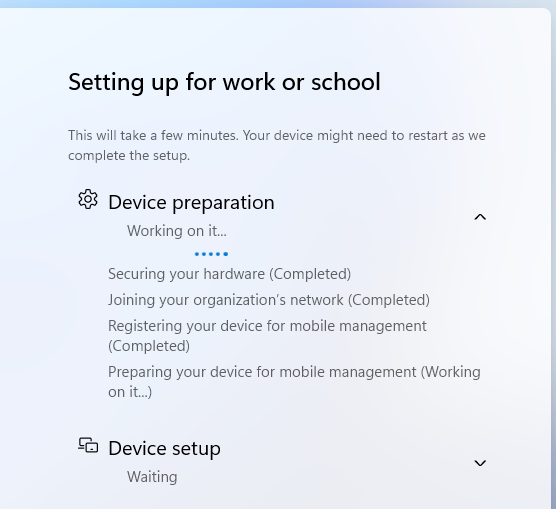 Setting up for work or school
This will take a few minutes. Your device might need to restart as we
complete the setup.
Device preparation
Working on it...
Securing your hardware (Completed)
Joining your organization's network (Completed)
Registering your device for mobile management
(Completed)
Preparing your device for mobile management (Working
on it...)
Device setup
Waiting